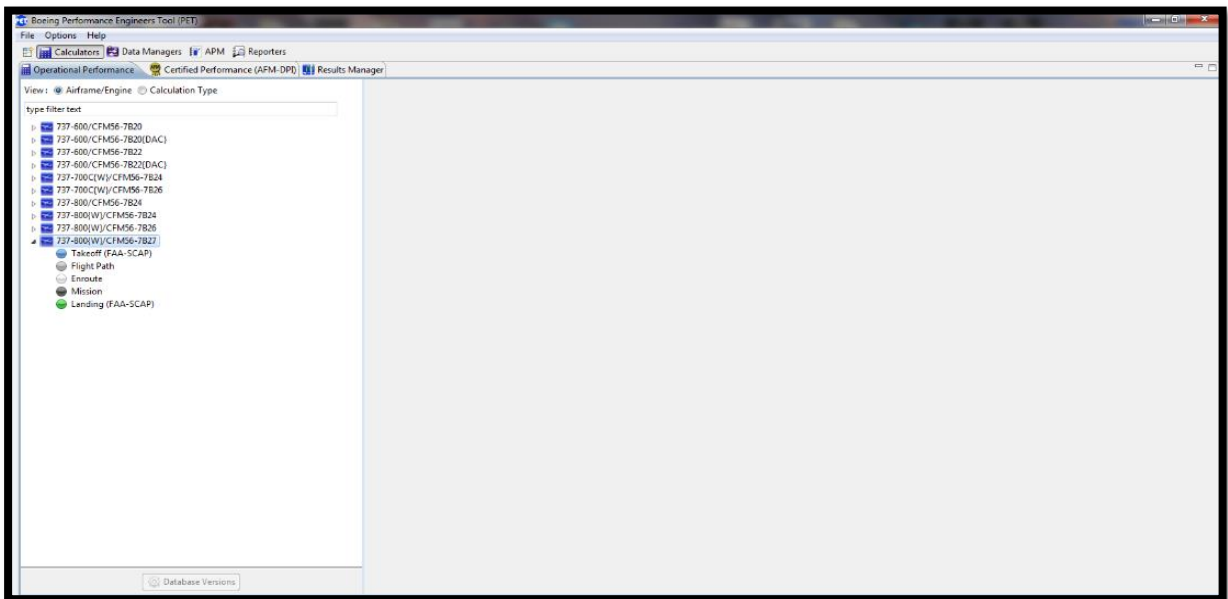 PET Boeing Performance Engineers Tool (PET)
File Options Help
Calculators Data Managers APM Reporters
Operational Performance Certified Performance (AFM-DPI) Results Manager
View: Airframe/Engine Calculation Type
type filter text
737-600/CFM56-7B20
737-600/CFM56-7B20(DAC)
737-600/CFM56-7B22
737-600/CFM56-7B22(DAC)
737-700C(W)/CFM56-7B24
737-700C(W)/CFM56-7B26
737-800/CFM56-7B24
737-800(W)/CFM56-7B24
737-800(W)/CFM56-7B26
737-800(W)/CFM56-7B27
Takeoff (FAA-SCAP)
Flight Path
Enroute
Mission
Landing (FAA-SCAP)
Database Versions